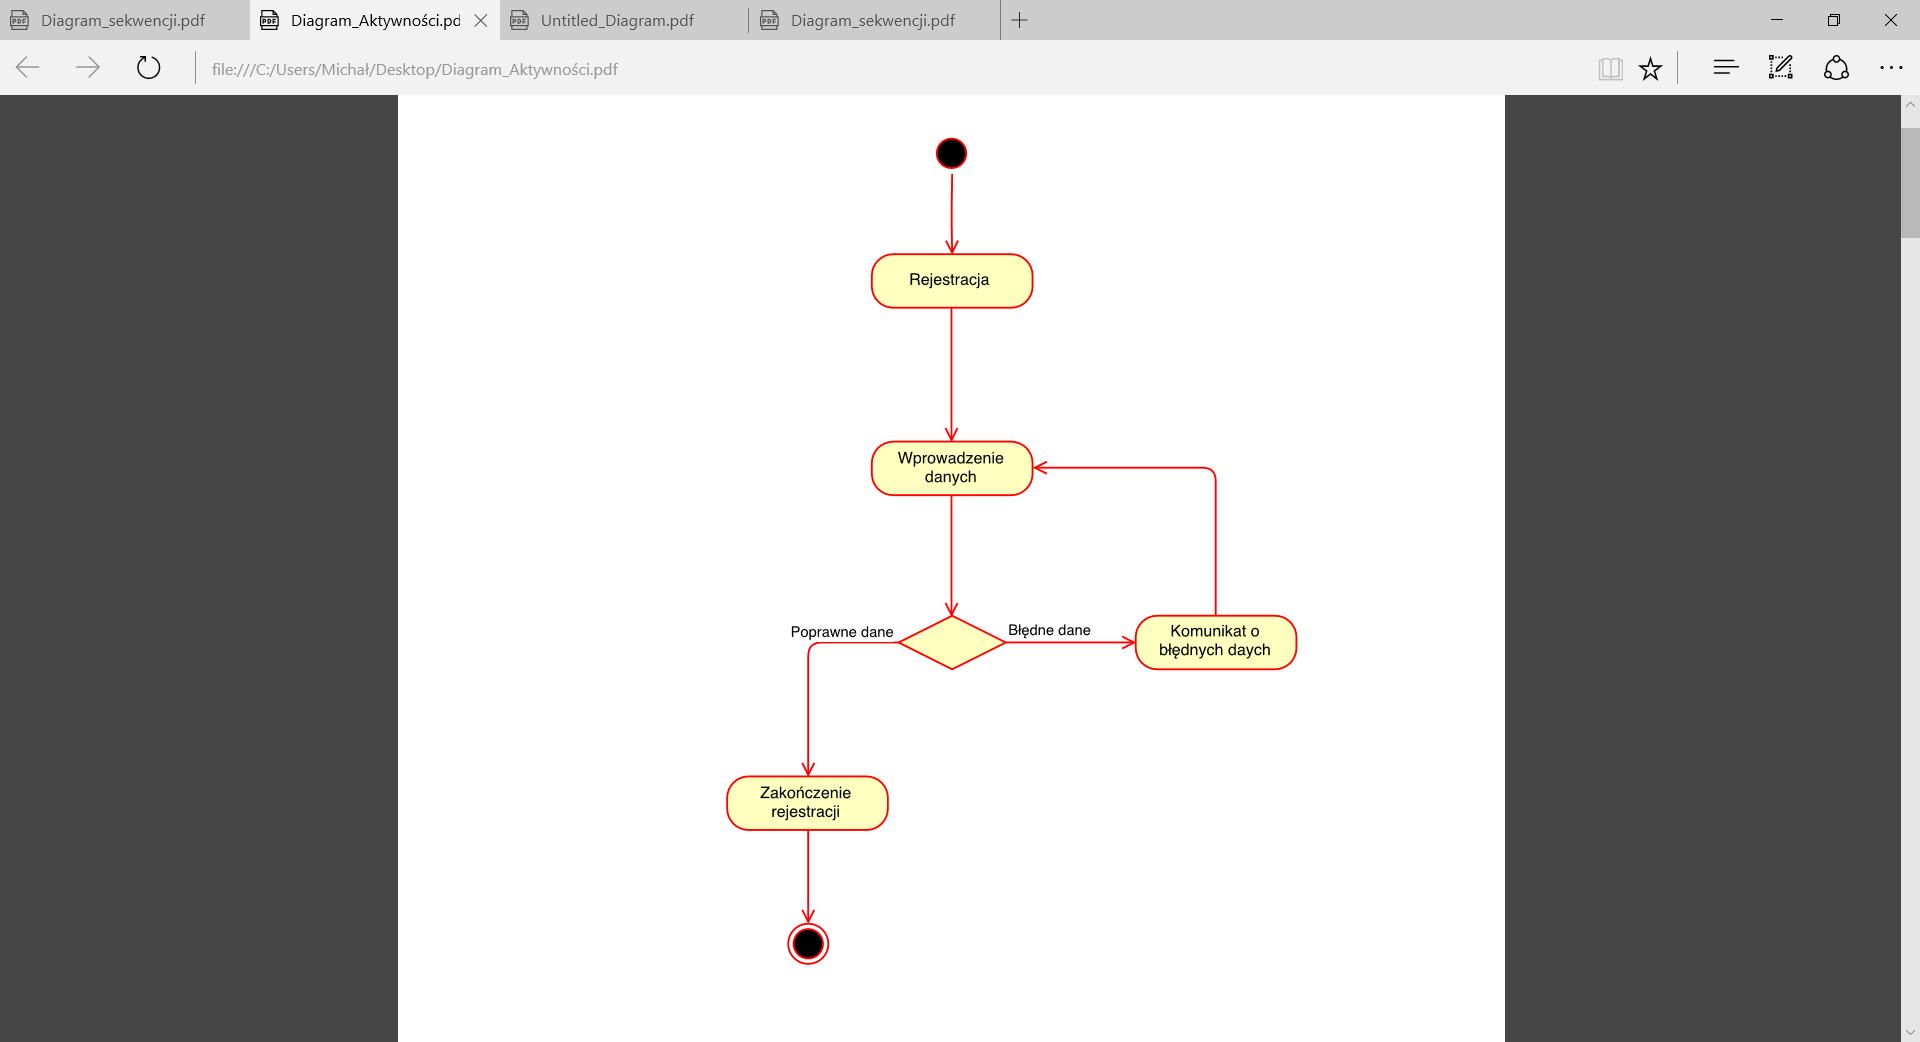 Diagram_sekwencji.pdf
Diagram_Aktywności.pd
Untitled_Diagram.pdf
Diagram_sekwencji.pdf
file:///C:/Users/Michał/Desktop/Diagram_Aktywności.pdf
Rejestracja
Wprowadzenie
danych
Poprawne dane
Błędne dane
Komunikat o
błędnych daych
Zakończenie
rejestracji